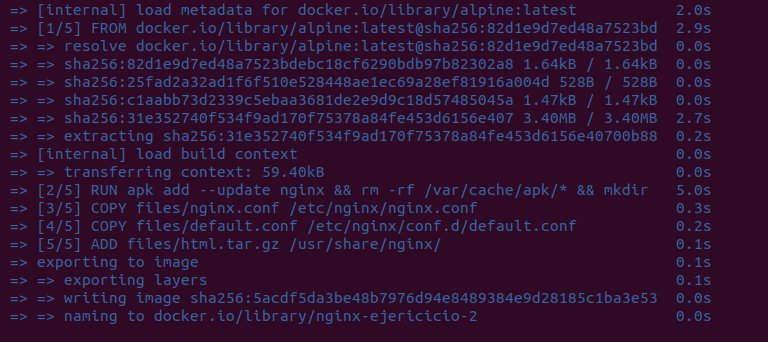 => [internal] load metadata for docker.io/library/alpine:latest 2.0s
=> [1/5] FROM docker.io/library/alpine:latest@sha256:82d1e9d7ed48a7523bd 2.9s
=> => resolve docker.io/library/alpine:latest@sha256:82d1e9d7ed48a7523bd 0.0s
=> => sha256:82d1e9d7ed48a7523bdebc18cf6290bdb97b82302a8 1.64kB / 1.64kB 0.0s
=> => sha256:25fad2a32ad1f6f510e528448ae1ec69a28ef81916a004d 528B / 528B 0.0s
=> => sha256:c1aabb73d2339c5ebaa3681de2e9d9c18d57485045a 1.47kB / 1.47kB 0.0s
=> => sha256:31e352740f534f9ad170f75378a84fe453d6156e407 3.40MB / 3.40MB 2.7s
=> => extracting sha256:31e352740f534f9ad170f75378a84fe453d6156e40700b88 0.2s
=> [internal] load build context 0.0s
=> => transferring context: 59.40kB 0.0s
=> [2/5] RUN apk add --update nginx && rm -rf /var/cache/apk/* && mkdir 5.0s
=> [3/5] COPY files/nginx.conf /etc/nginx/nginx.conf 0.3s
=> [4/5] COPY files/default.conf /etc/nginx/conf.d/default.conf 0.2s
=> [5/5] ADD files/html.tar.gz /usr/share/nginx/ 0.1s
=> exporting to image 0.1s
=> => exporting layers 0.1s
=> => writing image sha256:5acdf5da3be48b7976d94e8489384e9d28185c1ba3e53 0.0s
=> => naming to docker.io/library/nginx-ejericicio-2 0.0s